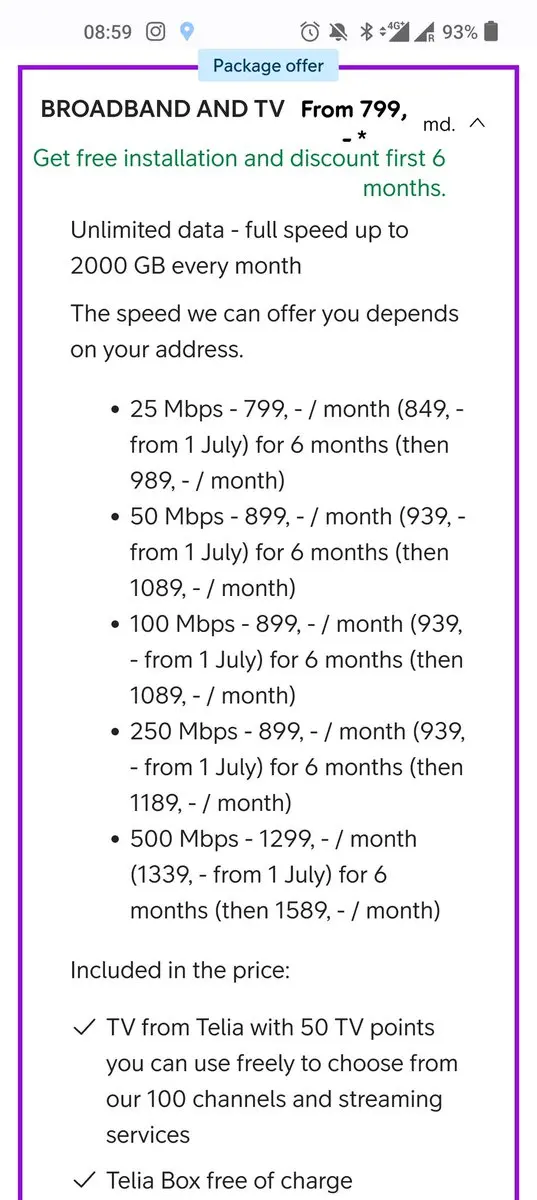 08:59 4G+ R 93%
Package offer
BROADBAND AND TV From 799,
- * md.
Get free installation and discount first 6
months.
Unlimited data - full speed up to
2000 GB every month
The speed we can offer you depends
on your address.
• 25 Mbps - 799, - / month (849, -
from 1 July) for 6 months (then
989, - / month)
• 50 Mbps - 899, - / month (939, -
from 1 July) for 6 months (then
1089, - / month)
• 100 Mbps - 899, - / month (939,
- from 1 July) for 6 months (then
1089, - / month)
• 250 Mbps - 899, - / month (939,
- from 1 July) for 6 months (then
1189, - / month)
• 500 Mbps - 1299, - / month
(1339, - from 1 July) for 6
months (then 1589, - / month)
Included in the price:
✓ TV from Telia with 50 TV points
you can use freely to choose from
our 100 channels and streaming
services
✓ Telia Box free of charge